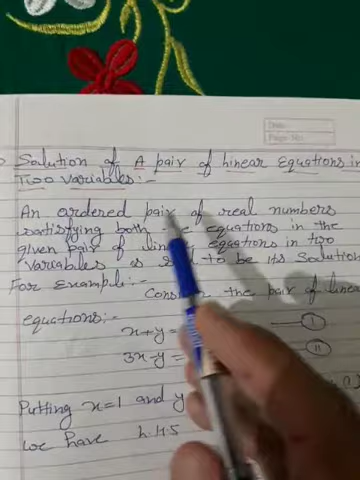 Date
Page No.
Solution of A pair of Linear Equations in
Two Variables:-
An ordered pair of real numbers
satisfying both the equations in the
given pair of linear equations in two
variables is said to be its Solution
For Example:- Consider the pair of linear
equations:-
x+y= (I)
3x-y= (II)
Putting x=1 and y
we have L.H.S